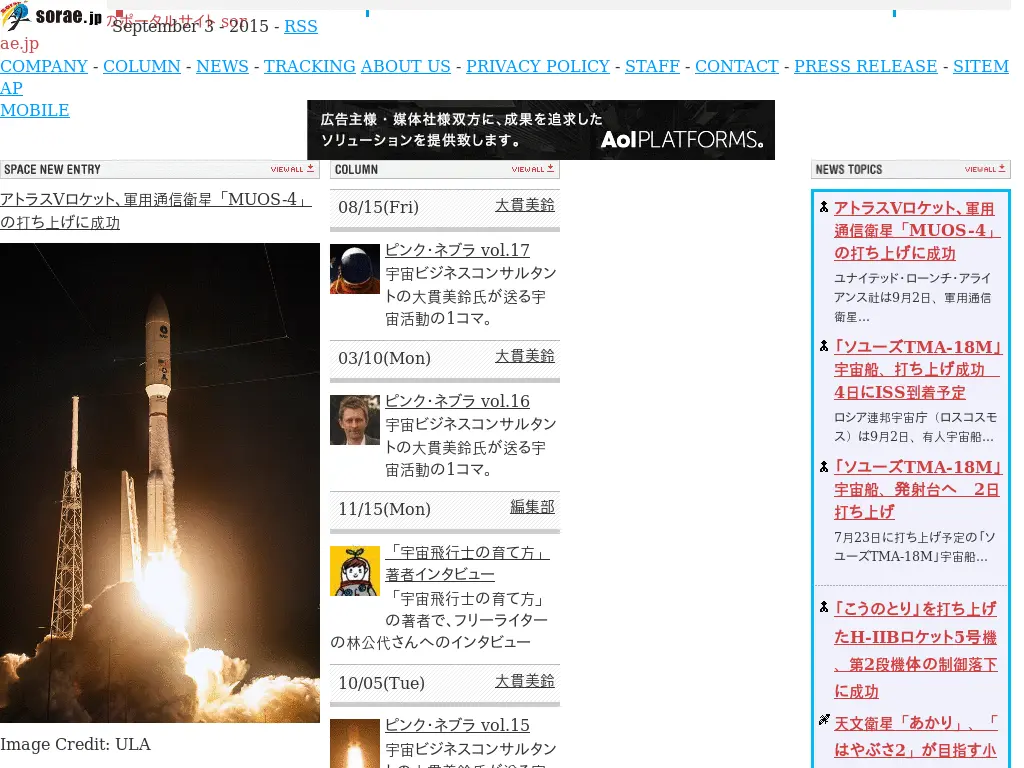 sorae.jp
のポータルサイト sor
ae.jp
September 3 - 2015 - RSS
COMPANY - COLUMN - NEWS - TRACKING ABOUT US - PRIVACY POLICY - STAFF - CONTACT - PRESS RELEASE - SITEM
AP
MOBILE
広告主様・媒体社様双方に、成果を追求した
ソリューションを提供致します。
Aol PLATFORMS.
SPACE NEW ENTRY
VIEW ALL
アトラスVロケット、軍用通信衛星「MUOS-4」
の打ち上げに成功
Image Credit: ULA
COLUMN
VIEW ALL
08/15(Fri)
大貫美鈴
ピンク・ネブラ vol.17
宇宙ビジネスコンサルタン
トの大貫美鈴氏が送る宇
宙活動の1コマ。
03/10(Mon)
大貫美鈴
ピンク・ネブラ vol.16
宇宙ビジネスコンサルタン
トの大貫美鈴氏が送る宇
宙活動の1コマ。
11/15(Mon)
編集部
「宇宙飛行士の育て方」
著者インタビュー
「宇宙飛行士の育て方」
の著者で、フリーライター
の林公代さんへのインタビュー
10/05(Tue)
大貫美鈴
ピンク・ネブラ vol.15
宇宙ビジネスコンサルタン
NEWS TOPICS
VIEW ALL
アトラスVロケット、軍用
通信衛星「MUOS-4」
の打ち上げに成功
ユナイテッド・ローンチ・アライ
アンス社は9月2日、軍用通信
衛星...
「ソユーズTMA-18M」
宇宙船、打ち上げ成功
4日にISS到着予定
ロシア連邦宇宙庁（ロスコスモ
ス）は9月2日、有人宇宙船...
「ソユーズTMA-18M」
宇宙船、発射台へ　2日
打ち上げ
7月23日に打ち上げ予定の「ソ
ユーズTMA-18M」宇宙船...
「こうのとり」を打ち上げ
たH-IIBロケット5号機
、第2段機体の制御落下
に成功
天文衛星「あかり」、「
はやぶさ2」が目指す小